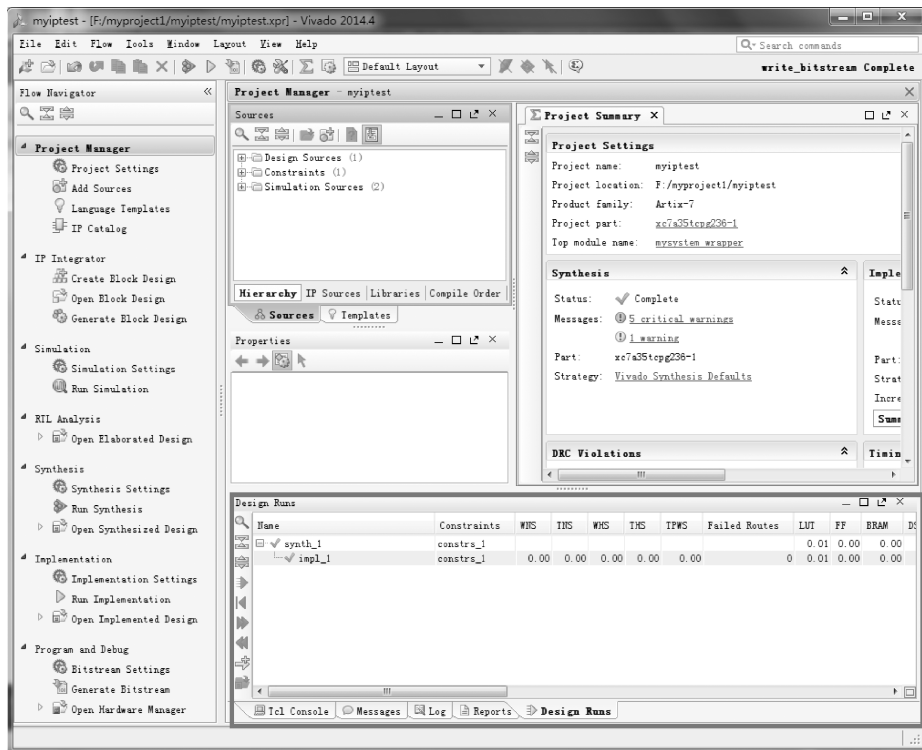 myiptest - [F:/myproject1/myiptest/myiptest.xpr] - Vivado 2014.4
File Edit Flow Tools Window Layout View Help
Search commands
Default Layout
write_bitstream Complete
Flow Navigator
Project Manager
Project Settings
Add Sources
Language Templates
IP Catalog
IP Integrator
Create Block Design
Open Block Design
Generate Block Design
Simulation
Simulation Settings
Run Simulation
RTL Analysis
Open Elaborated Design
Synthesis
Synthesis Settings
Run Synthesis
Open Synthesized Design
Implementation
Implementation Settings
Run Implementation
Open Implemented Design
Program and Debug
Bitstream Settings
Generate Bitstream
Open Hardware Manager
Project Manager - myiptest
Sources
Design Sources (1)
Constraints (1)
Simulation Sources (2)
Hierarchy IP Sources Libraries Compile Order
Sources Templates
Properties
Project Summary
Project Settings
Project name: myiptest
Project location: F:/myproject1/myiptest
Product family: Artix-7
Project part: xc7a35tcpg236-1
Top module name: mysystem_wrapper
Synthesis
Status: Complete
Messages: 5 critical warnings
1 warning
Part: xc7a35tcpg236-1
Strategy: Vivado Synthesis Defaults
Imple
Statu
Messa
Part:
Strat
Incre
Summ
DRC Violations
Timin
Design Runs
Name Constraints WNS TNS WHS THS TPWS Failed Routes LUT FF BRAM DS
synth_1 constrs_1 0.01 0.00 0.00
impl_1 constrs_1 0.00 0.00 0.00 0.00 0.00 0 0.01 0.00 0.00
Tcl Console Messages Log Reports Design Runs